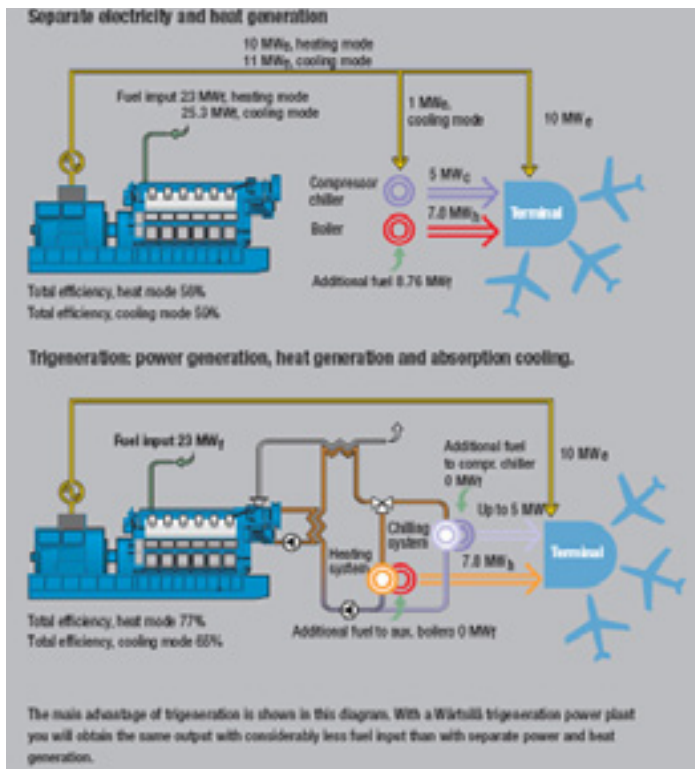 Separate electricity and heat generation
10 MWe, heating mode
11 MWe, cooling mode
Fuel input 23 MWf, heating mode
25.3 MWf, cooling mode
1 MWe,
cooling mode
10 MWe
Compressor
chiller
5 MWc
Boiler
7.8 MWh
Terminal
Additional fuel 8.76 MWf
Total efficiency, heat mode 56%
Total efficiency, cooling mode 59%
Trigeneration: power generation, heat generation and absorption cooling.
Fuel input 23 MWf
Additional fuel
to compr. chiller
0 MWf
10 MWe
Up to 5 MW
Chilling
system
Heating
system
7.8 MWh
Terminal
Total efficiency, heat mode 77%
Total efficiency, cooling mode 65%
Additional fuel to aux. boilers 0 MWf
The main advantage of trigeneration is shown in this diagram. With a Wärtsilä trigeneration power plant
you will obtain the same output with considerably less fuel input than with separate power and heat
generation.